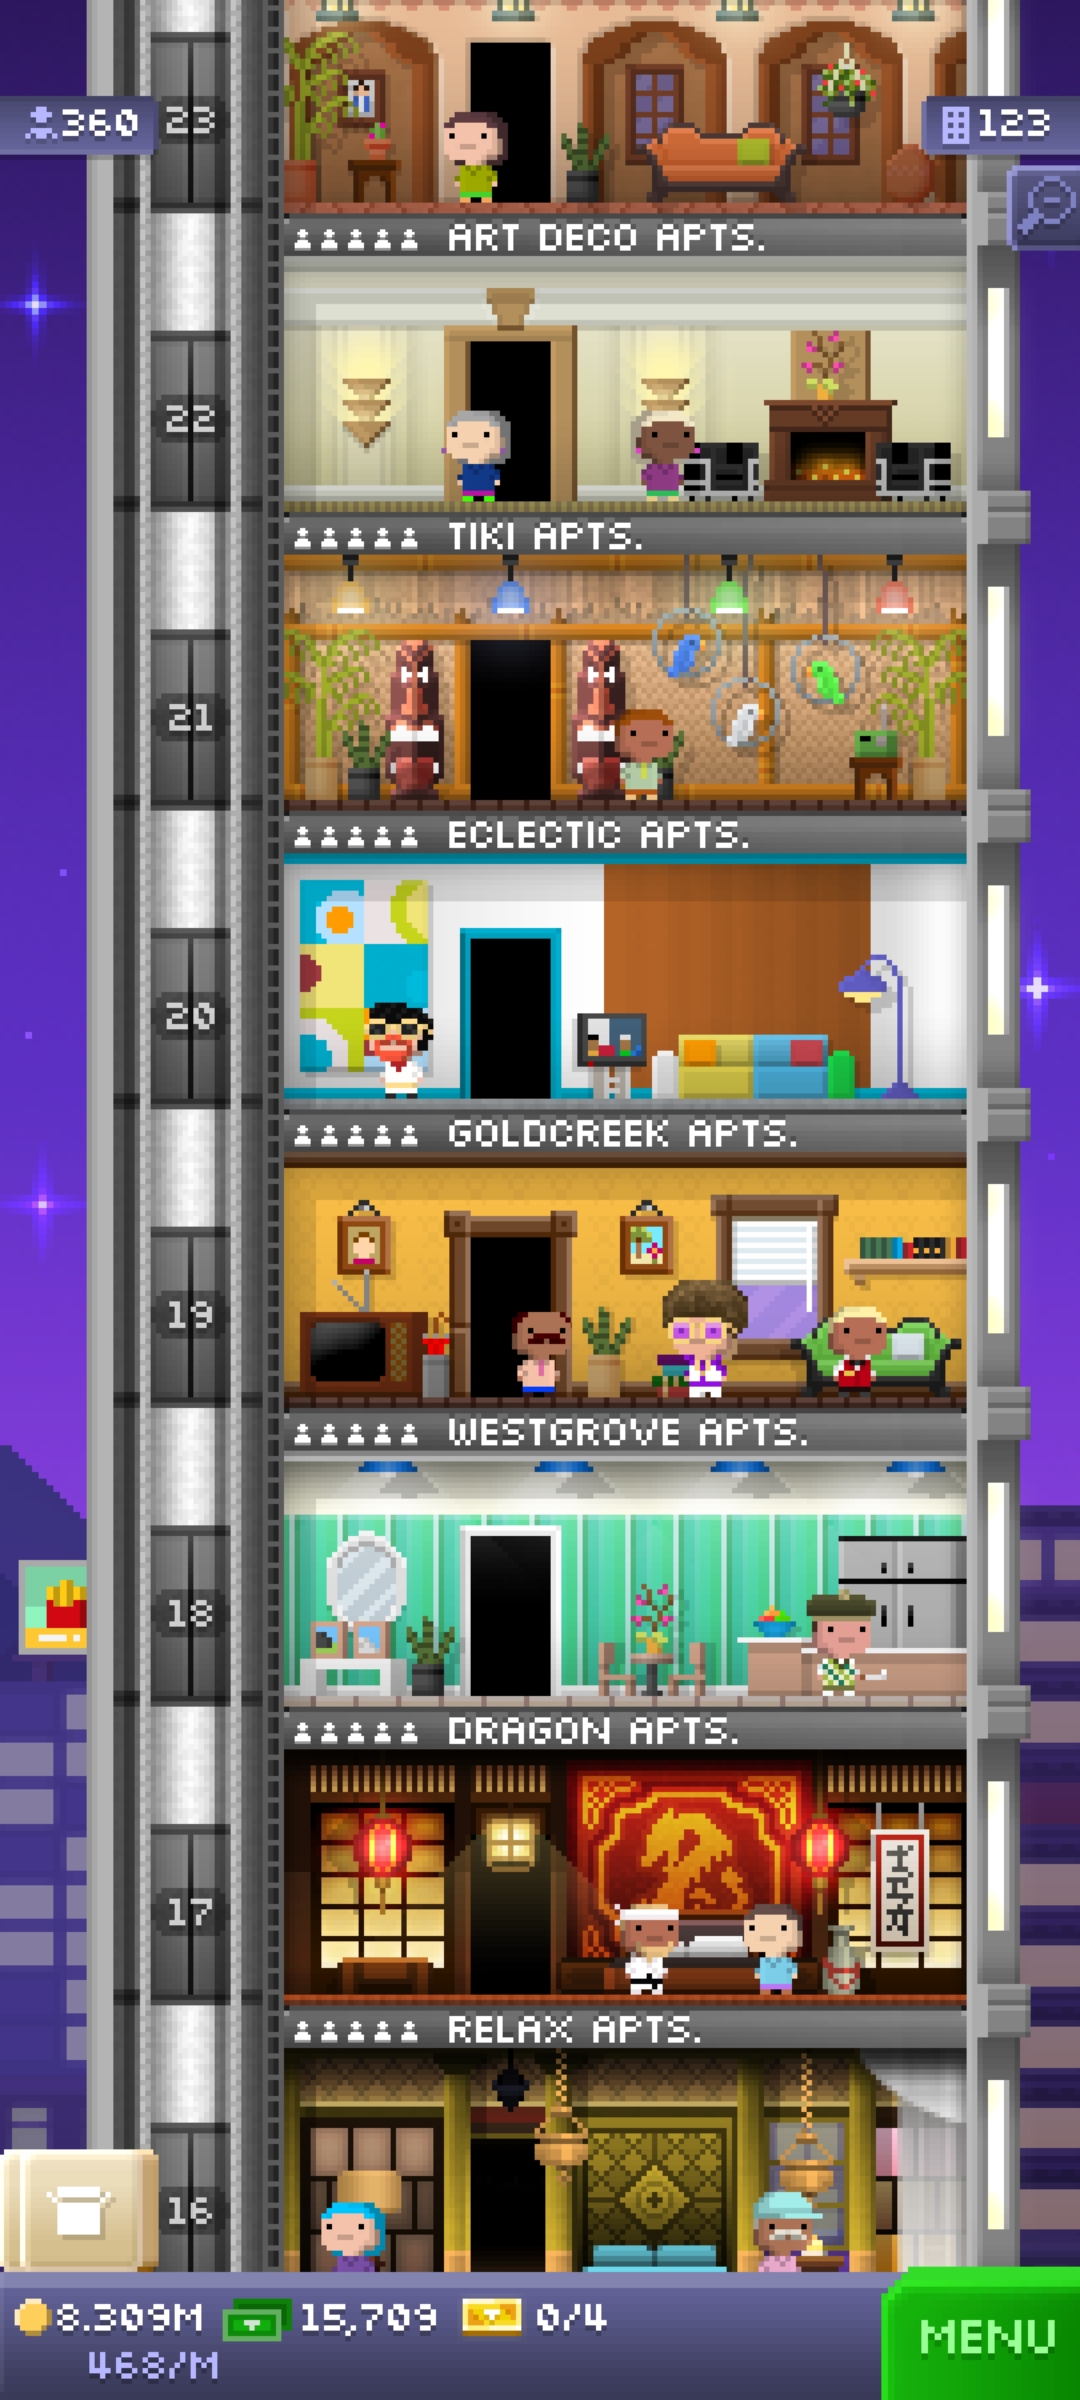 360
23
123
ART DECO APTS.
22
TIKI APTS.
21
ECLECTIC APTS.
20
GOLDCREEK APTS.
19
WESTGROVE APTS.
18
DRAGON APTS.
17
RELAX APTS.
16
8.309M 15,709 0/4
468/M
MENU